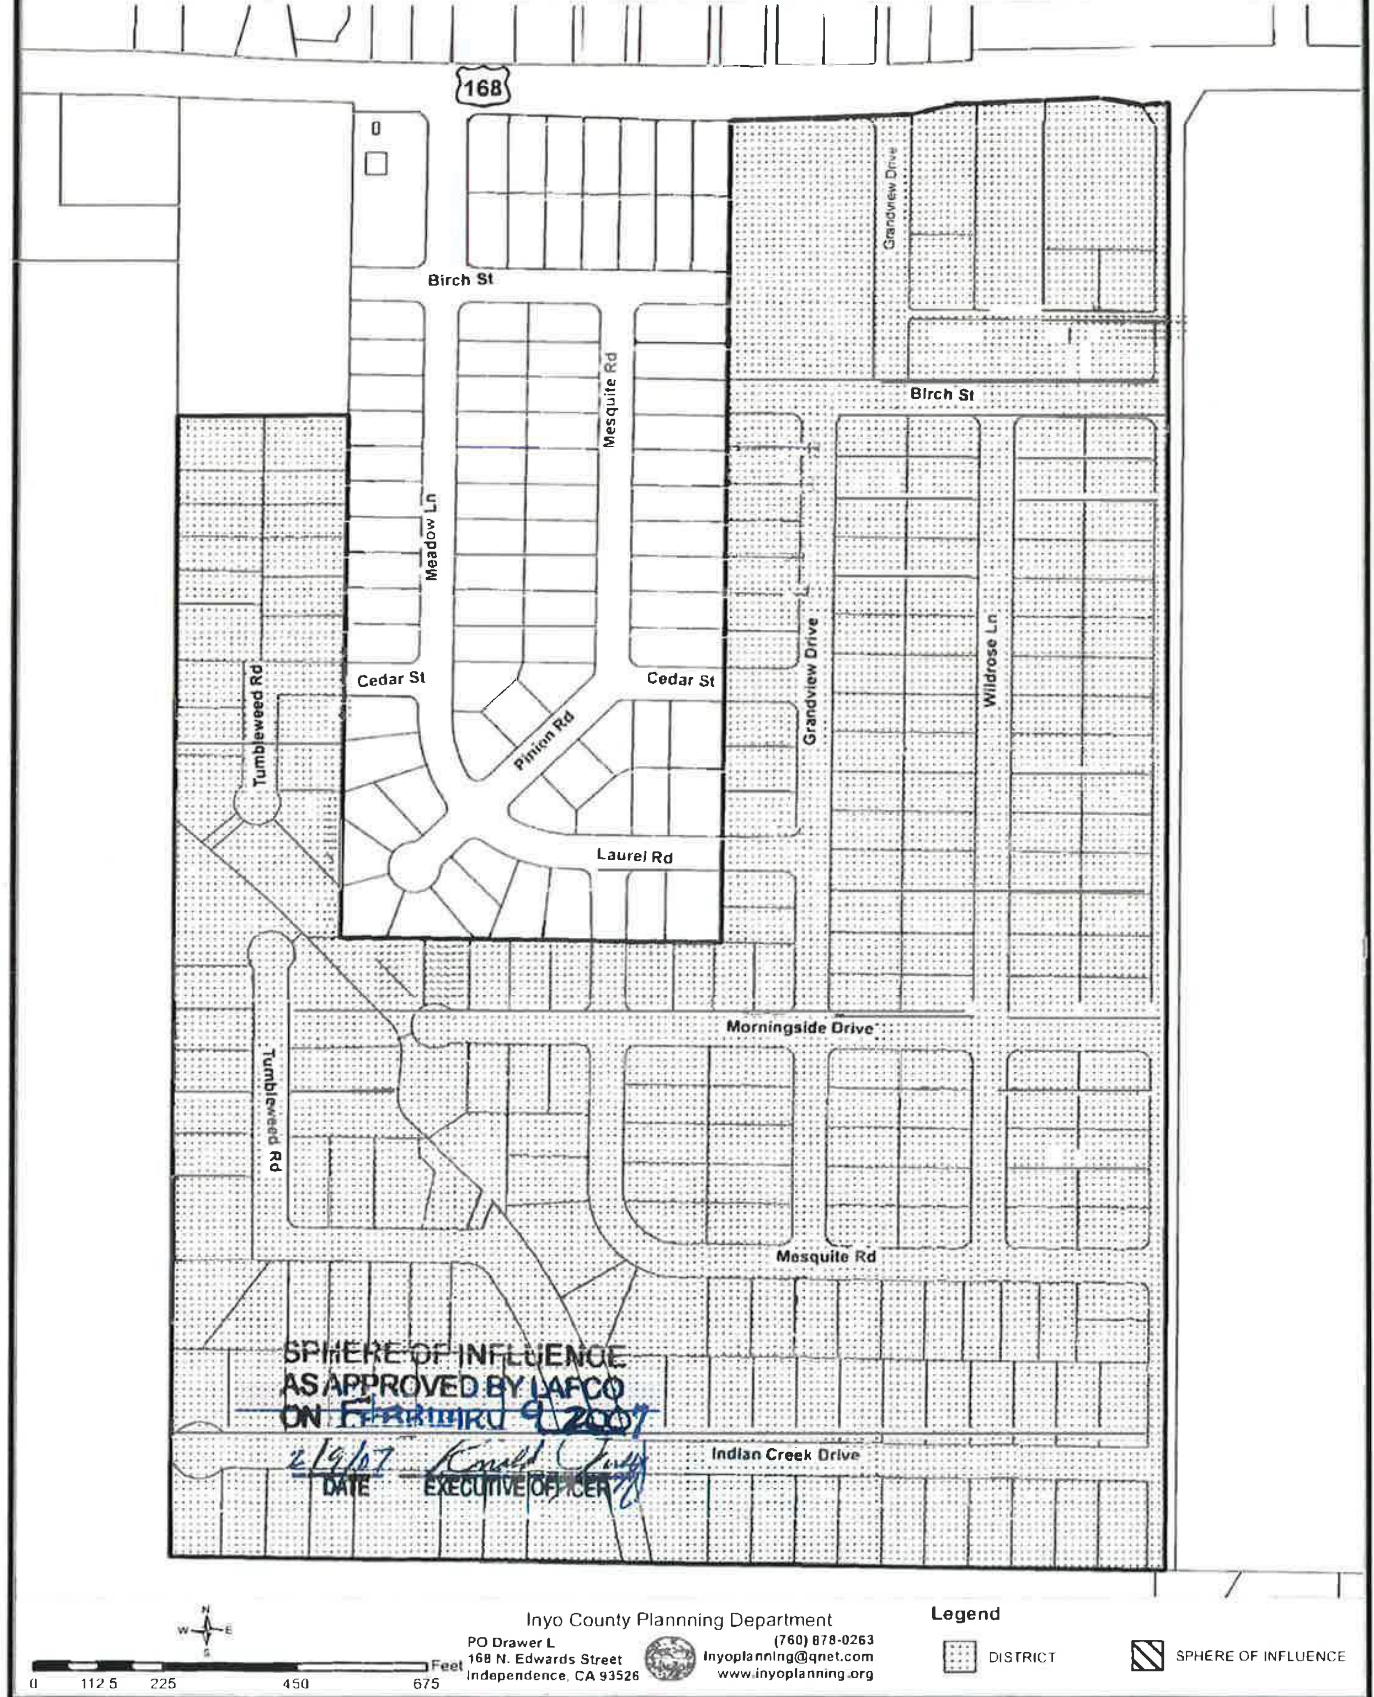 168
Grandview Drive
Birch St
Mesquite Rd
Birch St
Meadow Ln
Tumbleweed Rd
Cedar St
Cedar St
Grandview Drive
Wildrose Ln
Pinion Rd
Laurel Rd
Morningside Drive
Tumbleweed Rd
Mesquite Rd
SPHERE OF INFLUENCE
AS APPROVED BY LAFCO
ON 9 2007
Indian Creek Drive
2/9/07
DATE EXECUTIVE OFFICER
N
W E
S
0 112.5 225 450 675 Feet
Inyo County Plannning Department
PO Drawer L
168 N. Edwards Street
Independence, CA 93526
(760) 878-0263
Inyoplanning@qnet.com
www.inyoplanning.org
Legend
DISTRICT
SPHERE OF INFLUENCE